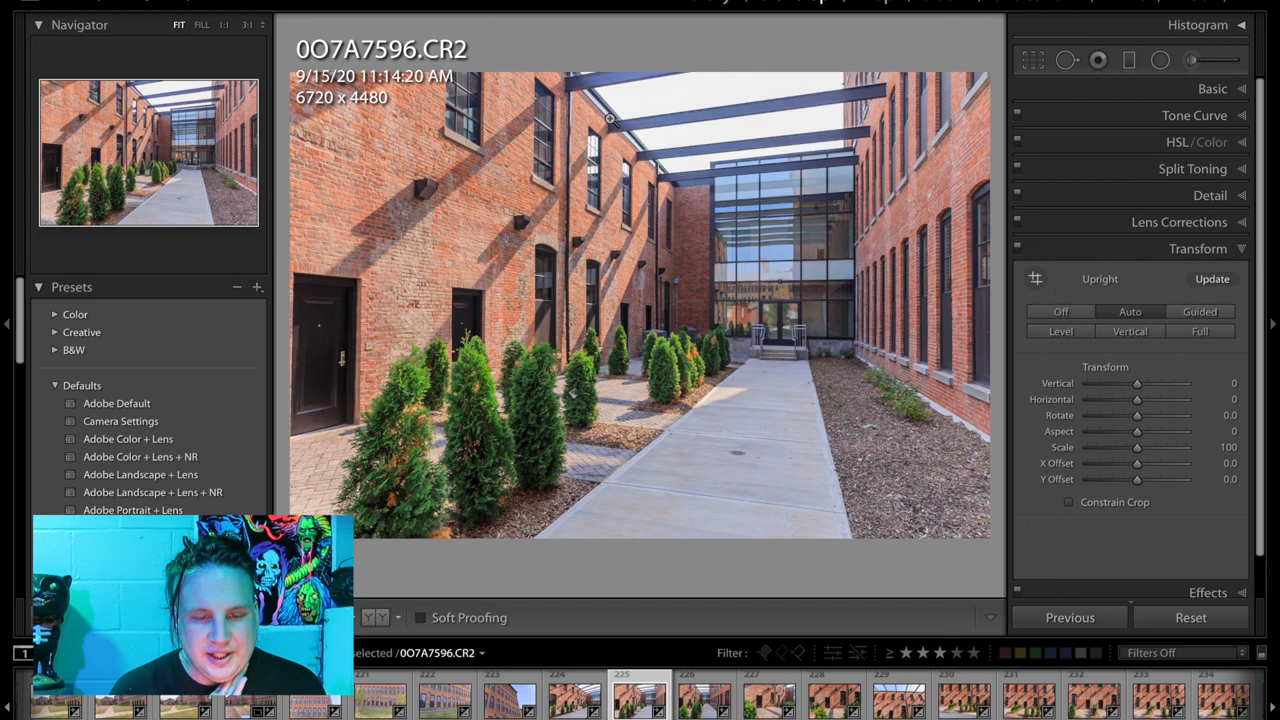 Navigator
FIT FILL 1:1 3:1
Presets
Color
Creative
B&W
Defaults
Adobe Default
Camera Settings
Adobe Color + Lens
Adobe Color + Lens + NR
Adobe Landscape + Lens
Adobe Landscape + Lens + NR
Adobe Portrait + Lens
0O7A7596.CR2
9/15/20 11:14:20 AM
6720 x 4480
Histogram
Basic
Tone Curve
HSL / Color
Split Toning
Detail
Lens Corrections
Transform
Upright Update
Off Auto Guided
Level Vertical Full
Transform
Vertical 0
Horizontal 0
Rotate 0.0
Aspect 0
Scale 100
X Offset 0.0
Y Offset 0.0
Constrain Crop
Effects
Previous Reset
Y Y Soft Proofing
1 selected / 0O7A7596.CR2 Filter : ≥ Filters Off
221 222 223 224 225 226 227 228 229 230 231 232 233 234